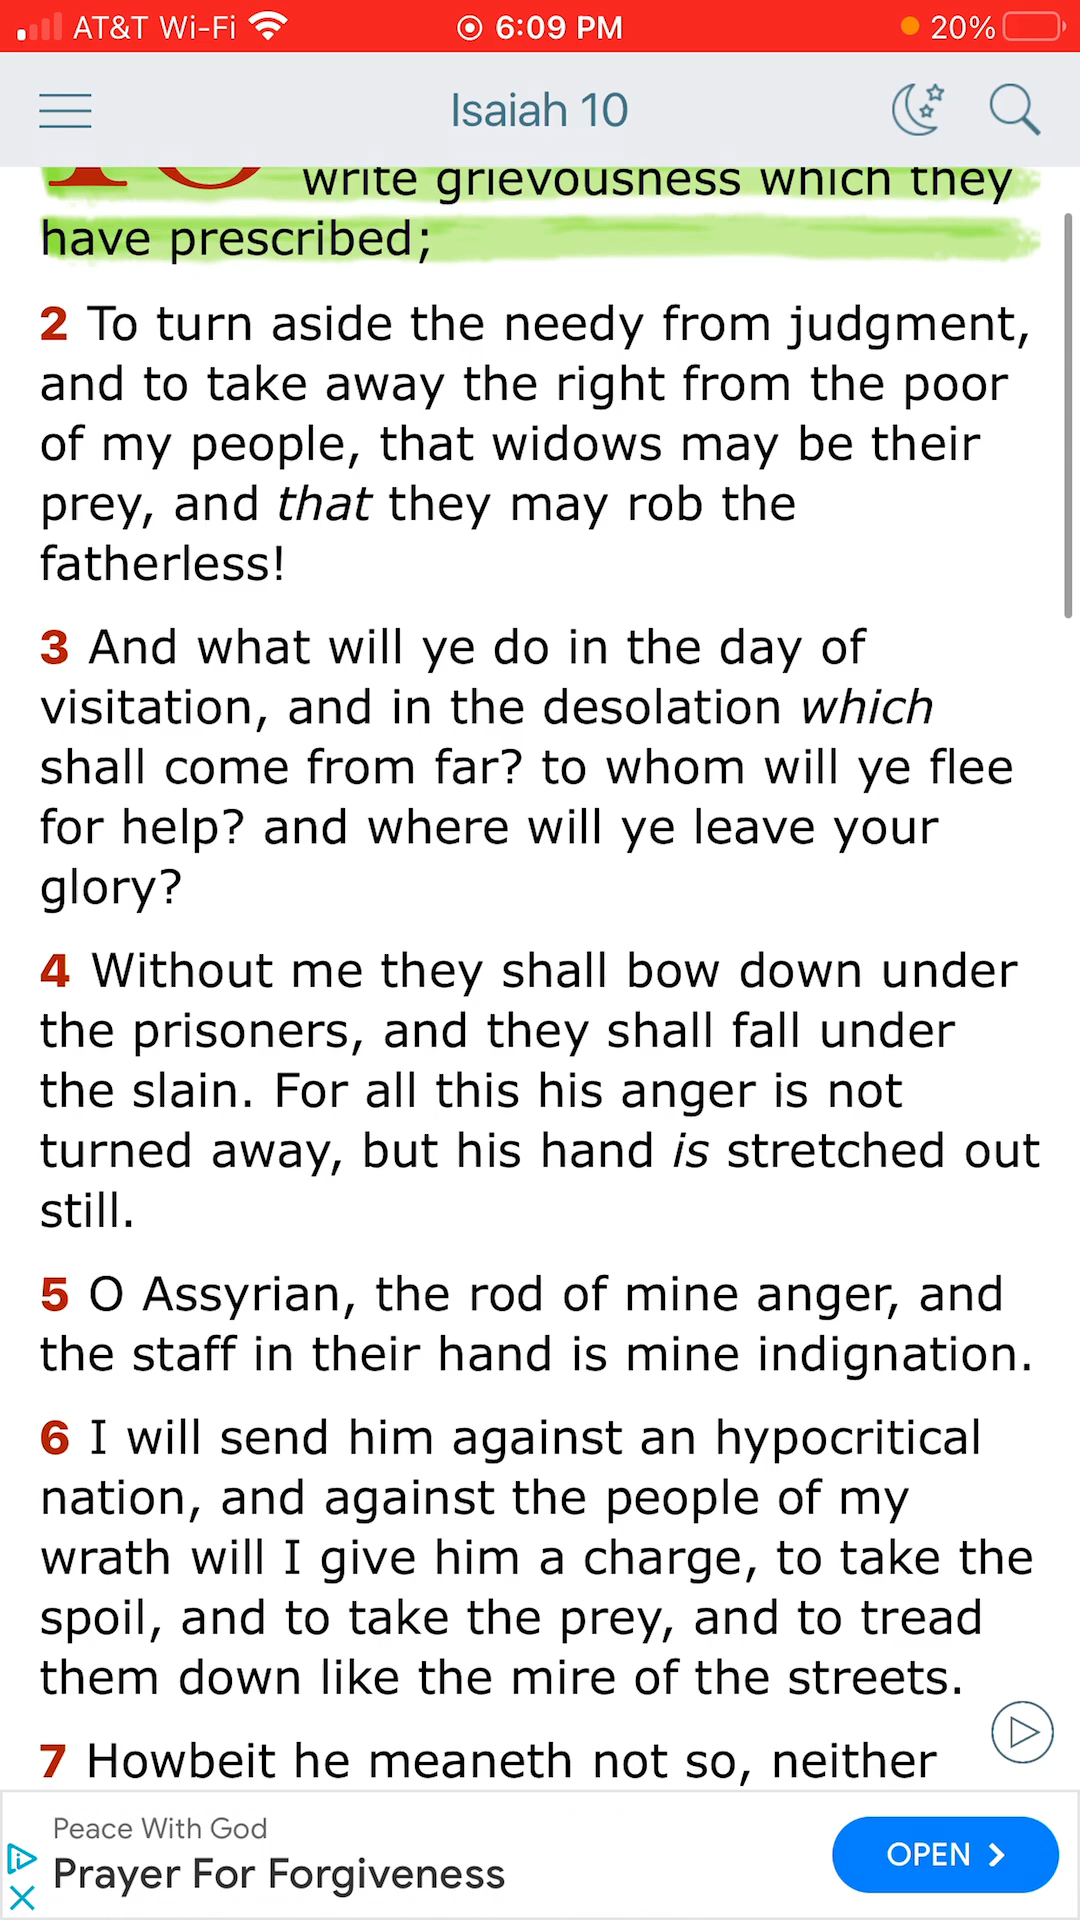 AT&T Wi-Fi 6:09 PM 20%
Isaiah 10
10 write grievousness which they
have prescribed;
2 To turn aside the needy from judgment,
and to take away the right from the poor
of my people, that widows may be their
prey, and that they may rob the
fatherless!
3 And what will ye do in the day of
visitation, and in the desolation which
shall come from far? to whom will ye flee
for help? and where will ye leave your
glory?
4 Without me they shall bow down under
the prisoners, and they shall fall under
the slain. For all this his anger is not
turned away, but his hand is stretched out
still.
5 O Assyrian, the rod of mine anger, and
the staff in their hand is mine indignation.
6 I will send him against an hypocritical
nation, and against the people of my
wrath will I give him a charge, to take the
spoil, and to take the prey, and to tread
them down like the mire of the streets.
7 Howbeit he meaneth not so, neither
Peace With God
Prayer For Forgiveness
OPEN